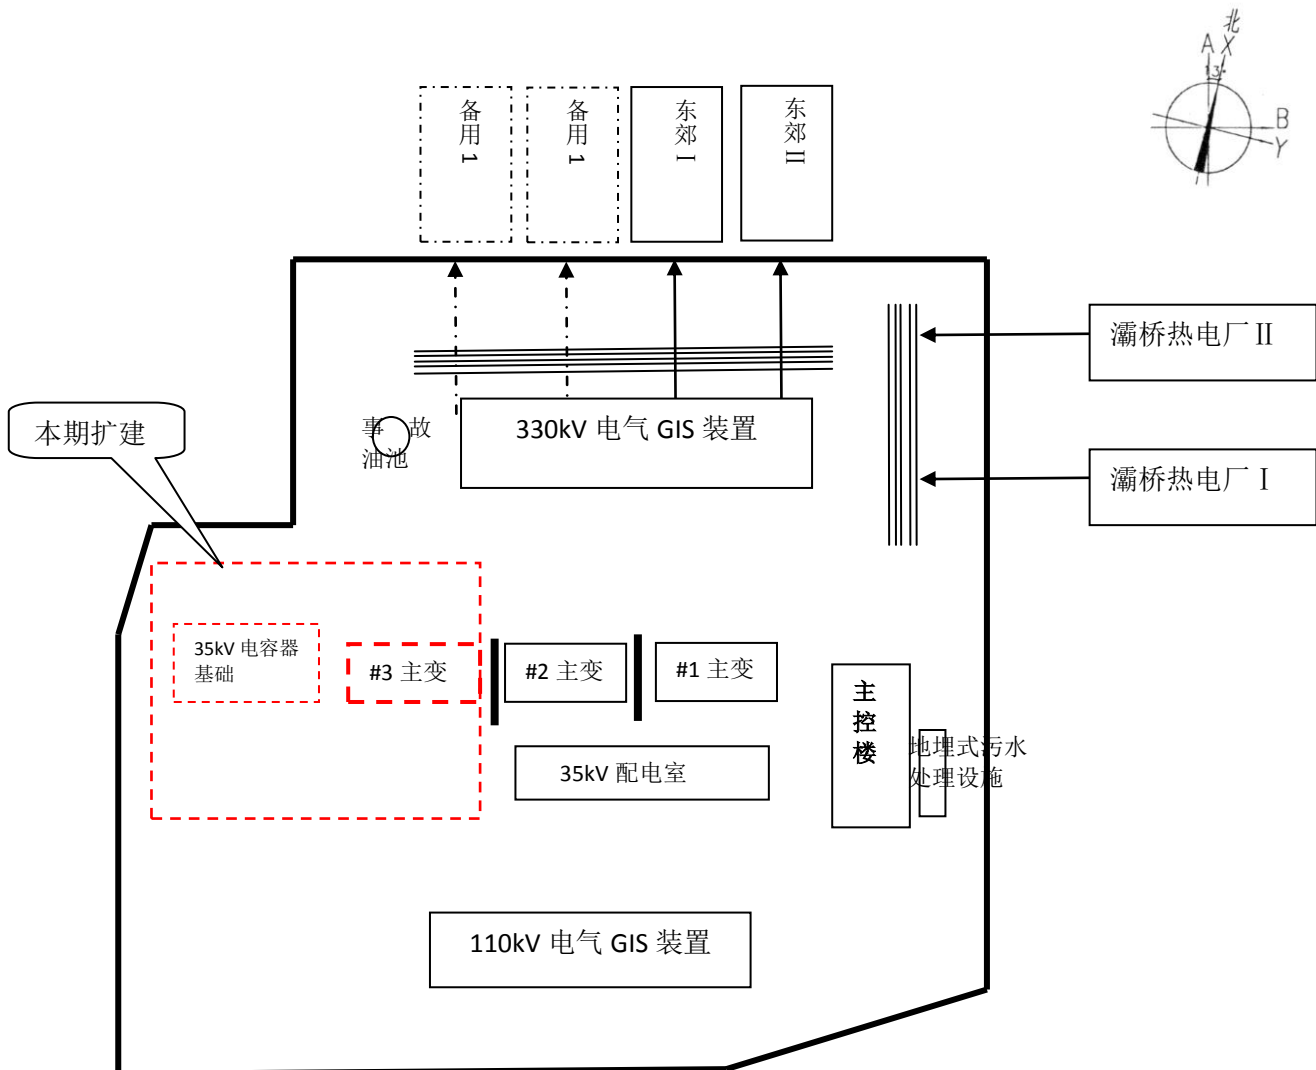 北
A X
13°
B
Y
备用1
备用1
东郊Ⅰ
东郊Ⅱ
灞桥热电厂Ⅱ
本期扩建
事 故
油池
330kV 电气 GIS 装置
灞桥热电厂Ⅰ
35kV 电容器
基础
#3 主变
#2 主变
#1 主变
主控楼
地埋式污水
处理设施
35kV 配电室
110kV 电气 GIS 装置